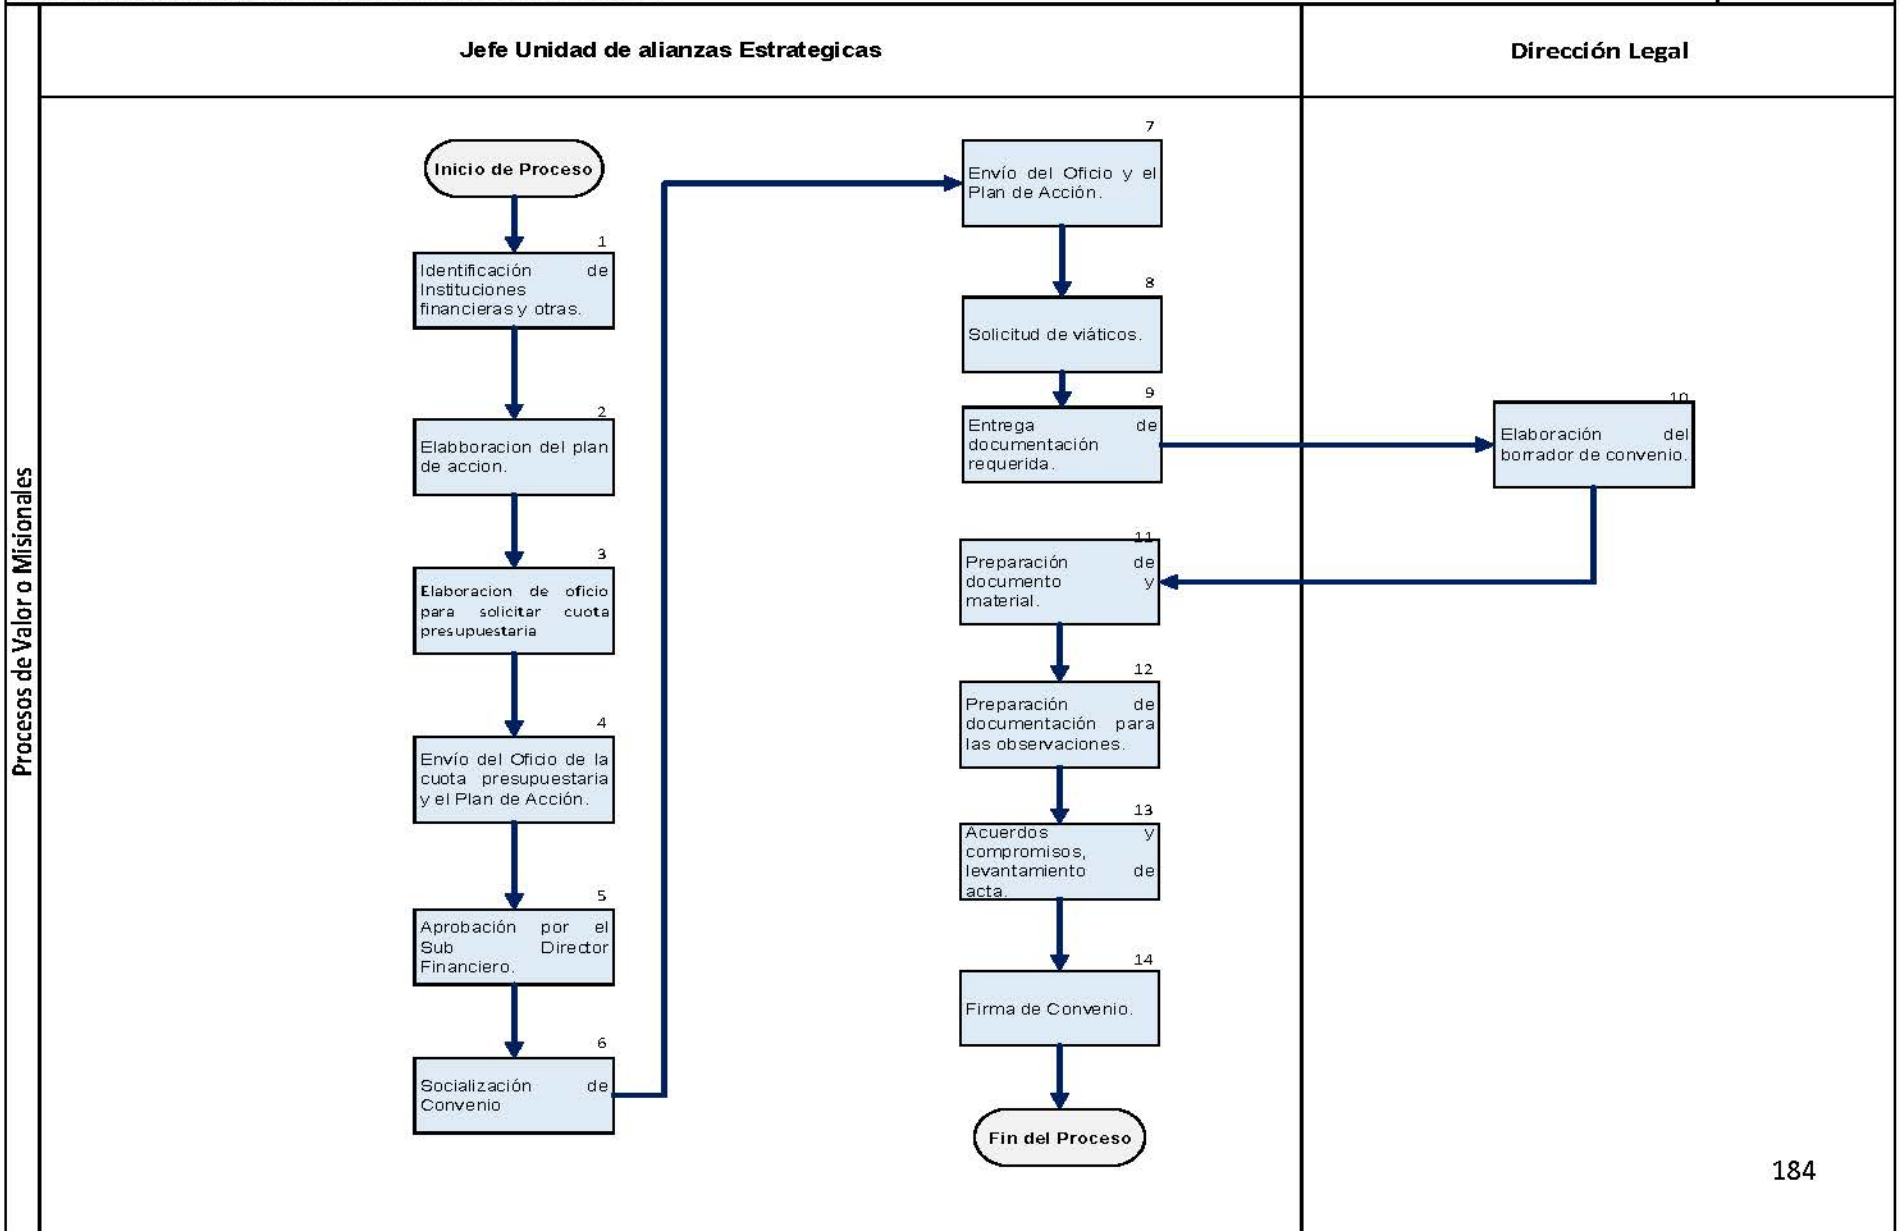 Jefe Unidad de alianzas Estrategicas
Dirección Legal
Procesos de Valor o Misionales
Inicio de Proceso
1
Identificación de
Instituciones
financieras y otras.
2
Elabboracion del plan
de accion.
3
Elaboracion de oficio
para solicitar cuota
presupuestaria
4
Envío del Oficio de la
cuota presupuestaria
y el Plan de Acción.
5
Aprobación por el
Sub Director
Financiero.
6
Socialización de
Convenio
7
Envío del Oficio y el
Plan de Acción.
8
Solicitud de viáticos.
9
Entrega de
documentación
requerida.
10
Elaboración del
borrador de convenio.
11
Preparación de
documento y
material.
12
Preparación de
documentación para
las observaciones.
13
Acuerdos y
compromisos,
levantamiento de
acta.
14
Firma de Convenio.
Fin del Proceso
184